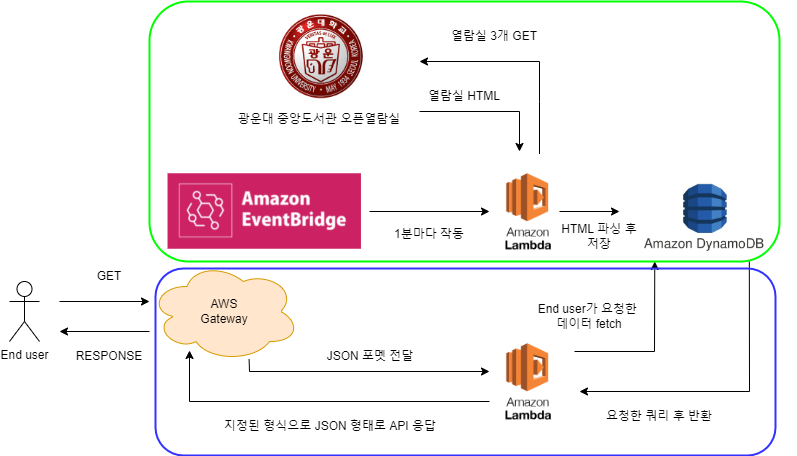 열람실 3개 GET
광운대학교
VERITAS et LUX
광운
KWANGWOON UNIVERSITY • MAY 1934 SEOUL KOREA
열람실 HTML
광운대 중앙도서관 오픈열람실
Amazon
EventBridge
1분마다 작동
Amazon
Lambda
HTML 파싱 후
저장
Amazon DynamoDB
GET
End user
RESPONSE
AWS
Gateway
End user가 요청한
데이터 fetch
JSON 포멧 전달
Amazon
Lambda
지정된 형식으로 JSON 형태로 API 응답
요청한 쿼리 후 반환